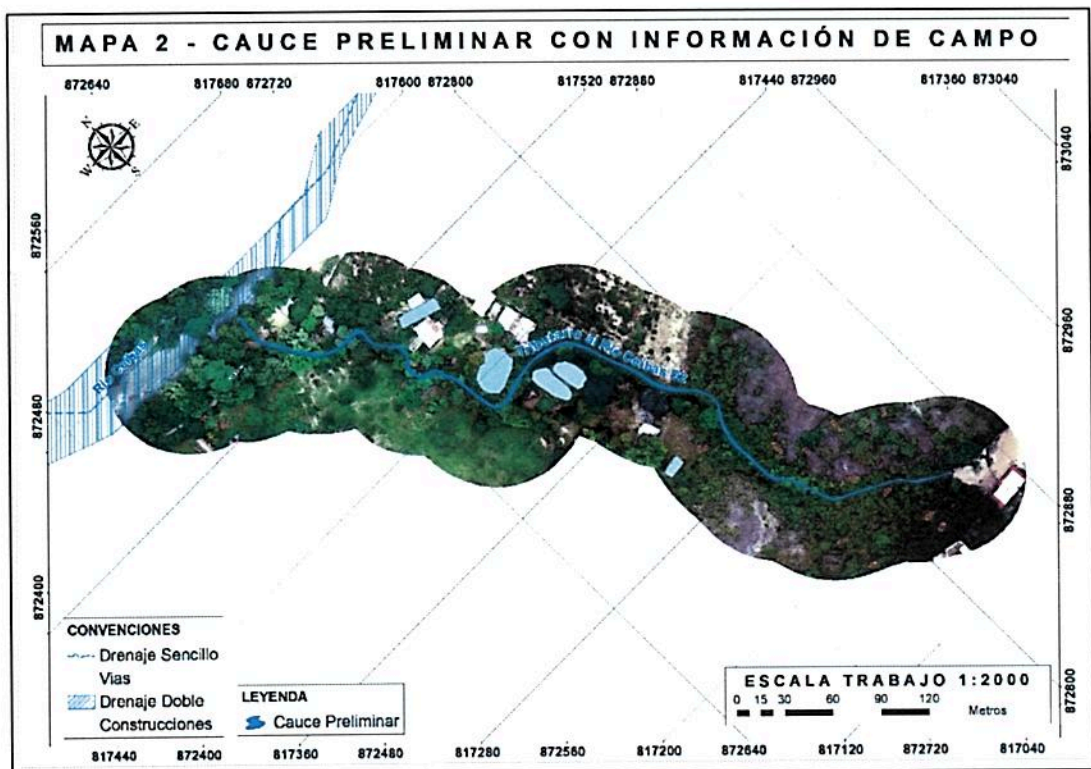 MAPA 2 - CAUCE PRELIMINAR CON INFORMACIÓN DE CAMPO
872640 817680 872720 817600 872800 817520 872880 817440 872960 817360 873040
N E
W S
873040
872560
872960
872480
872880
872400
872800
Tributario al Río
CONVENCIONES
Drenaje Sencillo
Vias
Drenaje Doble
Construcciones
LEYENDA
Cauce Preliminar
ESCALA TRABAJO 1:2000
0 15 30 60 90 120
Metros
817440 872400 817360 872480 817280 872560 817200 872640 817120 872720 817040